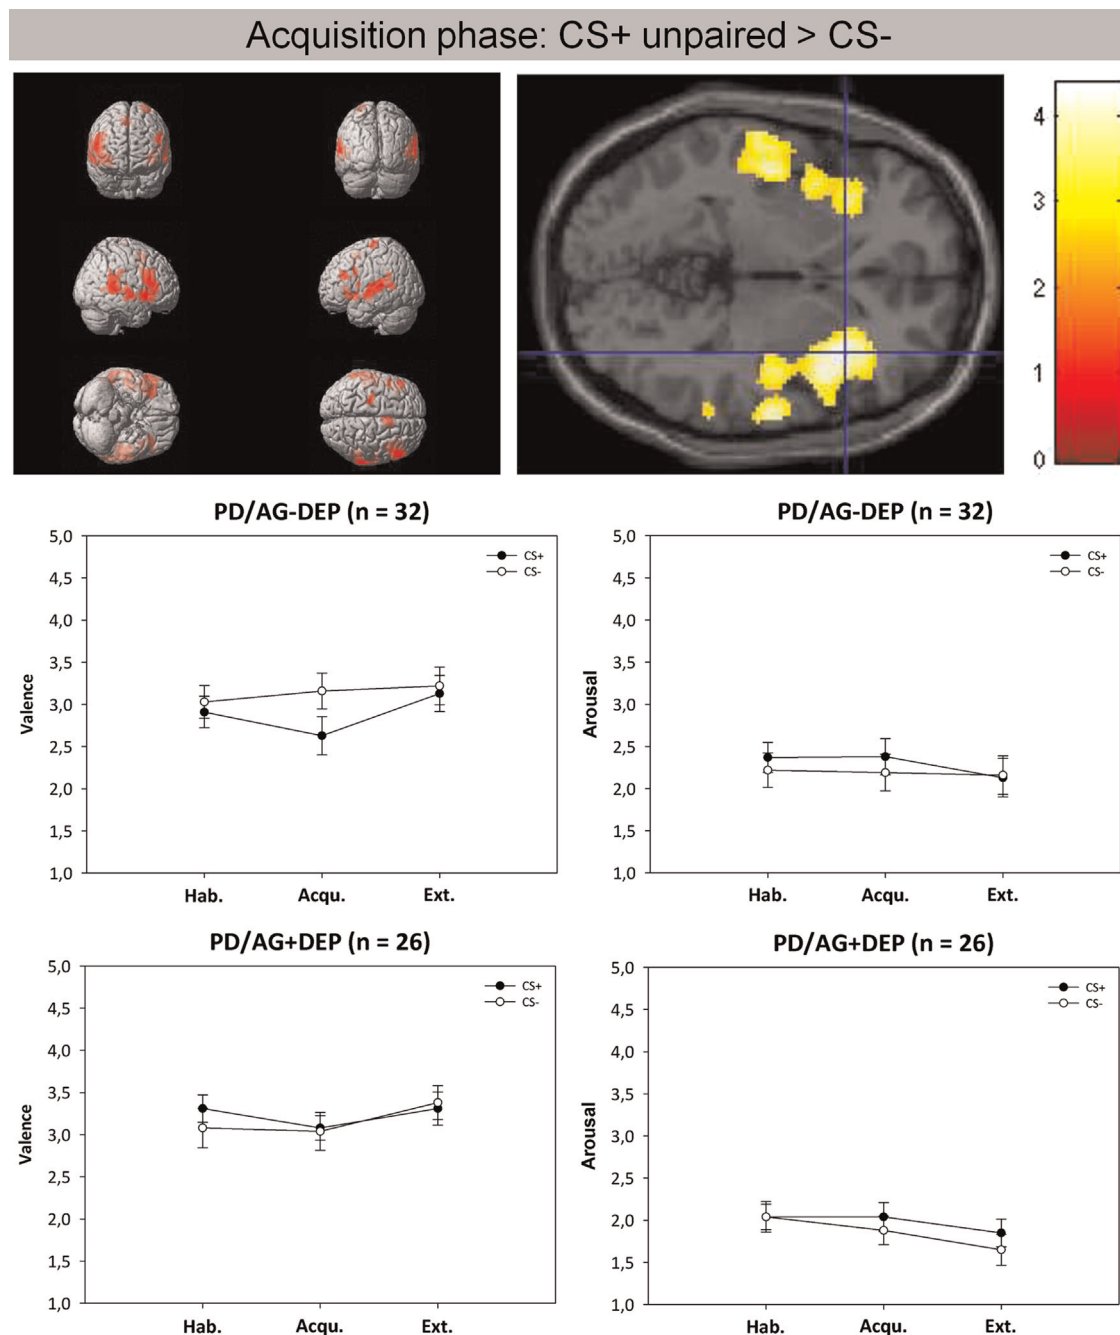 Acquisition phase: CS+ unpaired > CS-
4
3
2
1
0
PD/AG-DEP (n = 32)
5,0
4,5
4,0
3,5
3,0
2,5
2,0
1,5
1,0
Valence
CS+
CS-
Hab. Acqu. Ext.
PD/AG-DEP (n = 32)
5,0
4,5
4,0
3,5
3,0
2,5
2,0
1,5
1,0
Arousal
CS+
CS-
Hab. Acqu. Ext.
PD/AG+DEP (n = 26)
5,0
4,5
4,0
3,5
3,0
2,5
2,0
1,5
1,0
Valence
CS+
CS-
Hab. Acqu. Ext.
PD/AG+DEP (n = 26)
5,0
4,5
4,0
3,5
3,0
2,5
2,0
1,5
1,0
Arousal
CS+
CS-
Hab. Acqu. Ext.